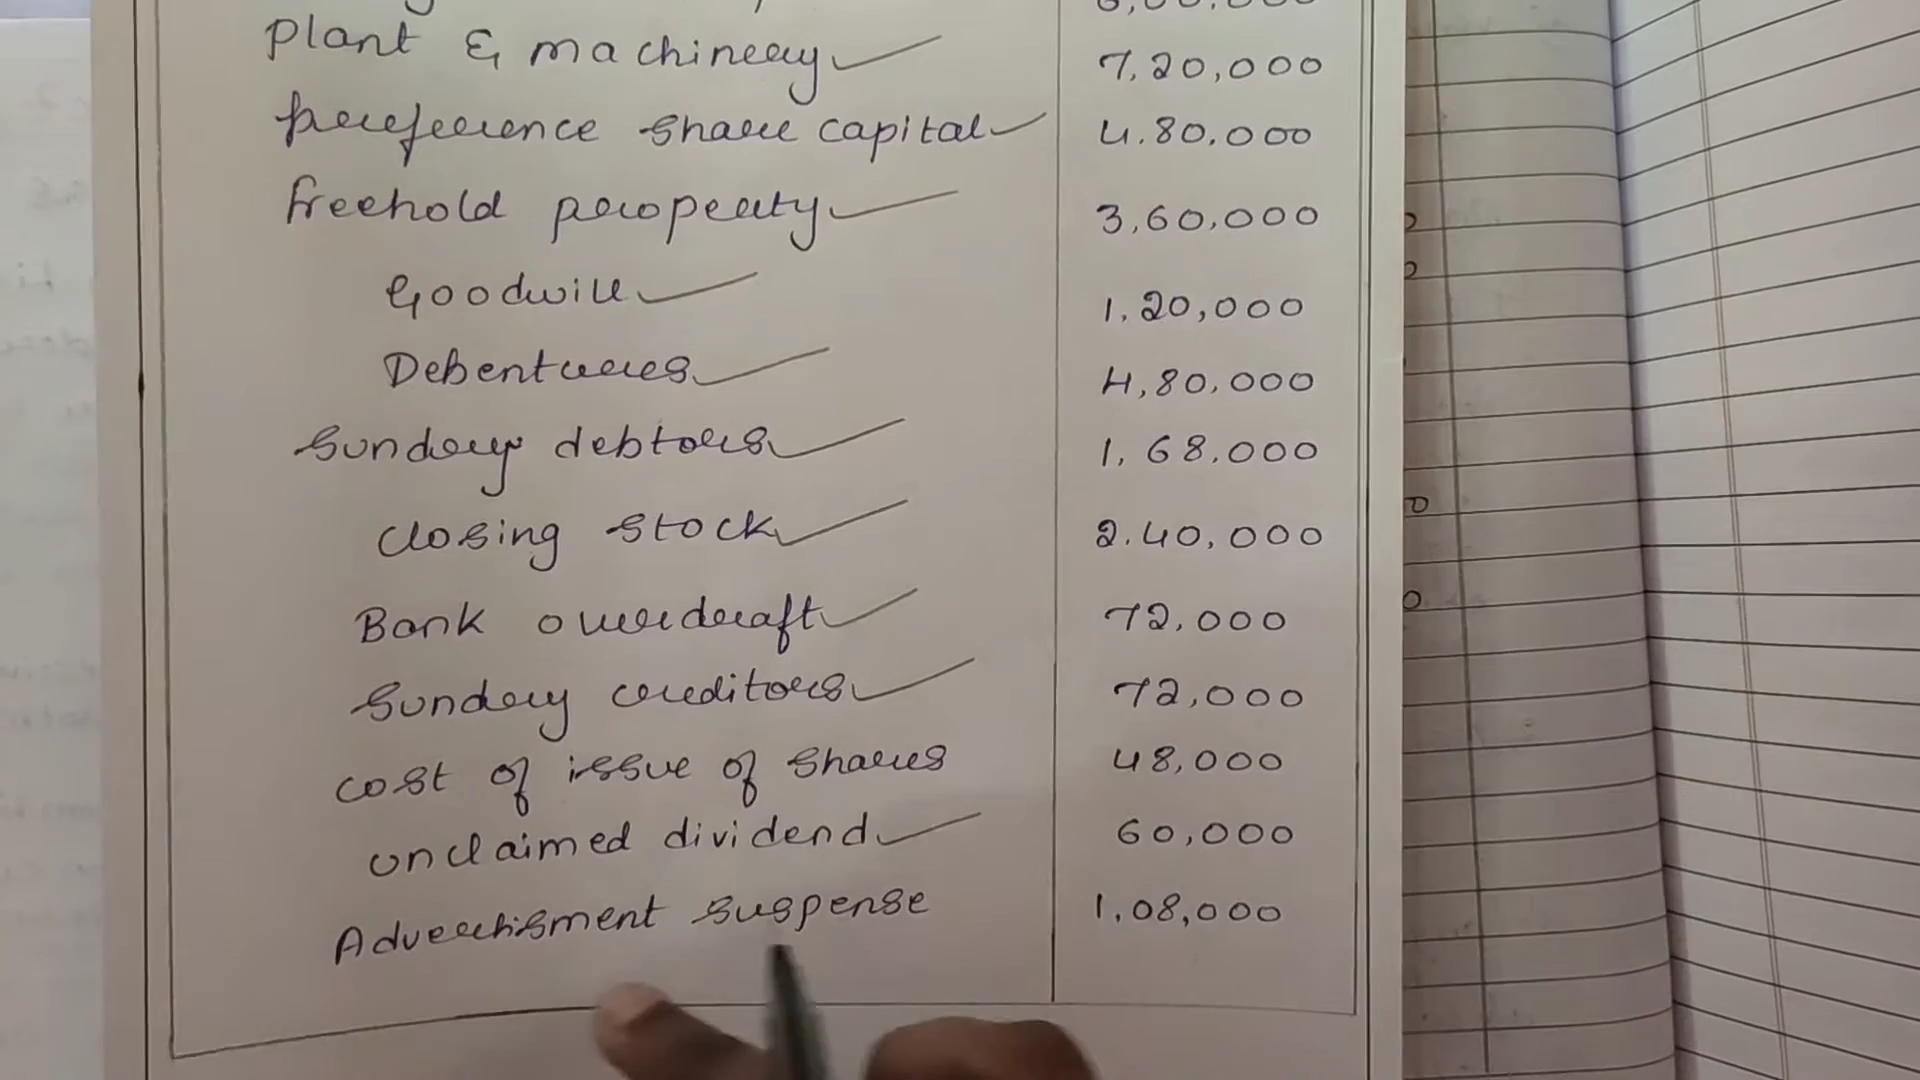 Plant & machinery 7,20,000
preference share capital 4.80.000
freehold property 3,60,000
Goodwill 1,20,000
Debentures 4,80,000
Sundry debtors 1,68,000
closing stock 2.40,000
Bank overdraft 72,000
Sundry creditors 72,000
cost of issue of shares 48,000
unclaimed dividend 60,000
Advertisment suspense 1,08,000